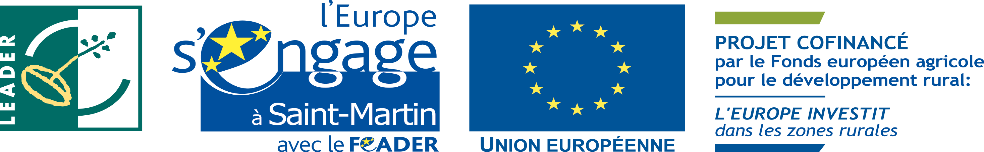 LEADER
l'Europe
s'engage
à Saint-Martin
avec le FEADER
UNION EUROPÉENNE
PROJET COFINANCÉ
par le Fonds européen agricole
pour le développement rural:
L'EUROPE INVESTIT
dans les zones rurales